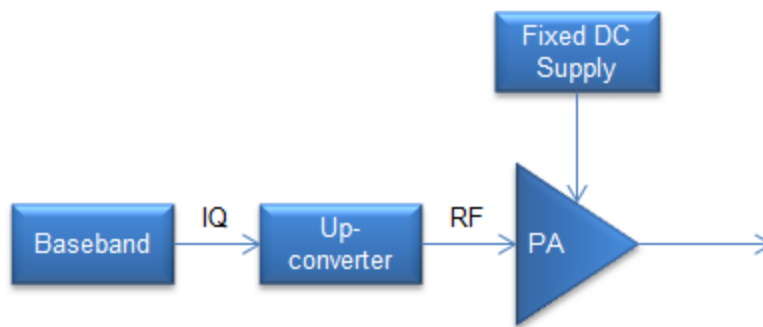 Fixed DC
Supply
Baseband
IQ
Up-
converter
RF
PA